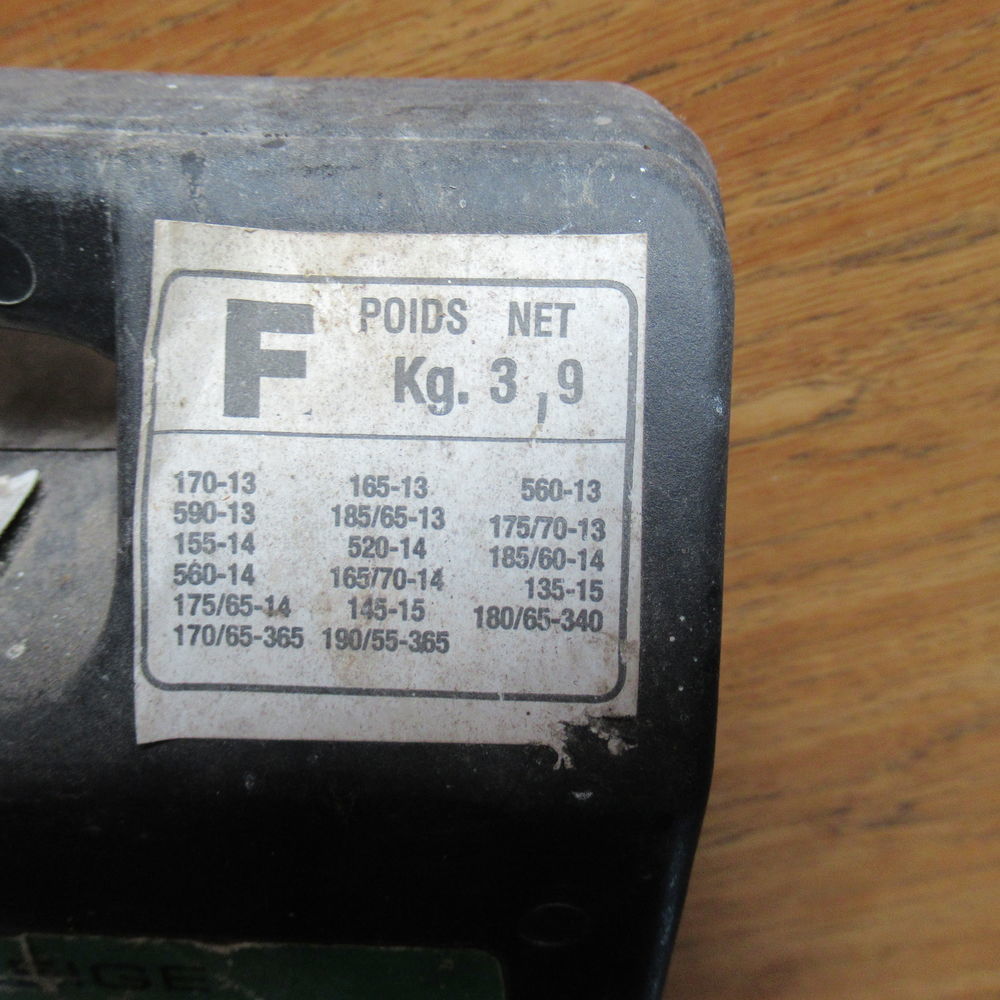 F
POIDS NET
Kg. 3,9
170-13 165-13 560-13
590-13 185/65-13 175/70-13
155-14 520-14 185/60-14
560-14 165/70-14 135-15
175/65-14 145-15 180/65-340
170/65-365 190/55-365